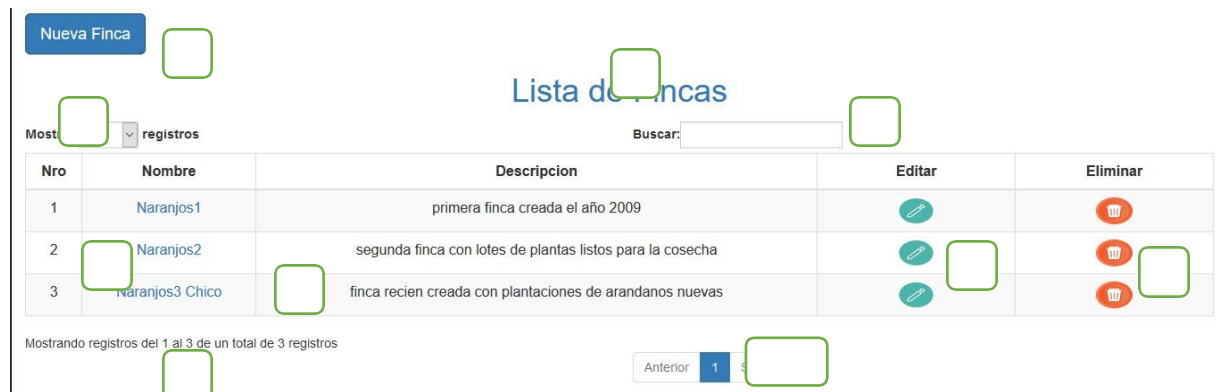 Nueva Finca
Lista de Fincas
registros Buscar:
Nro Nombre Descripcion Editar Eliminar
1 Naranjos1 primera finca creada el año 2009
2 Naranjos2 segunda finca con lotes de plantas listos para la cosecha
3 Naranjos3 Chico finca recien creada con plantaciones de arandanos nuevas
Mostrando registros del 1 al 3 de un total de 3 registros
Anterior 1